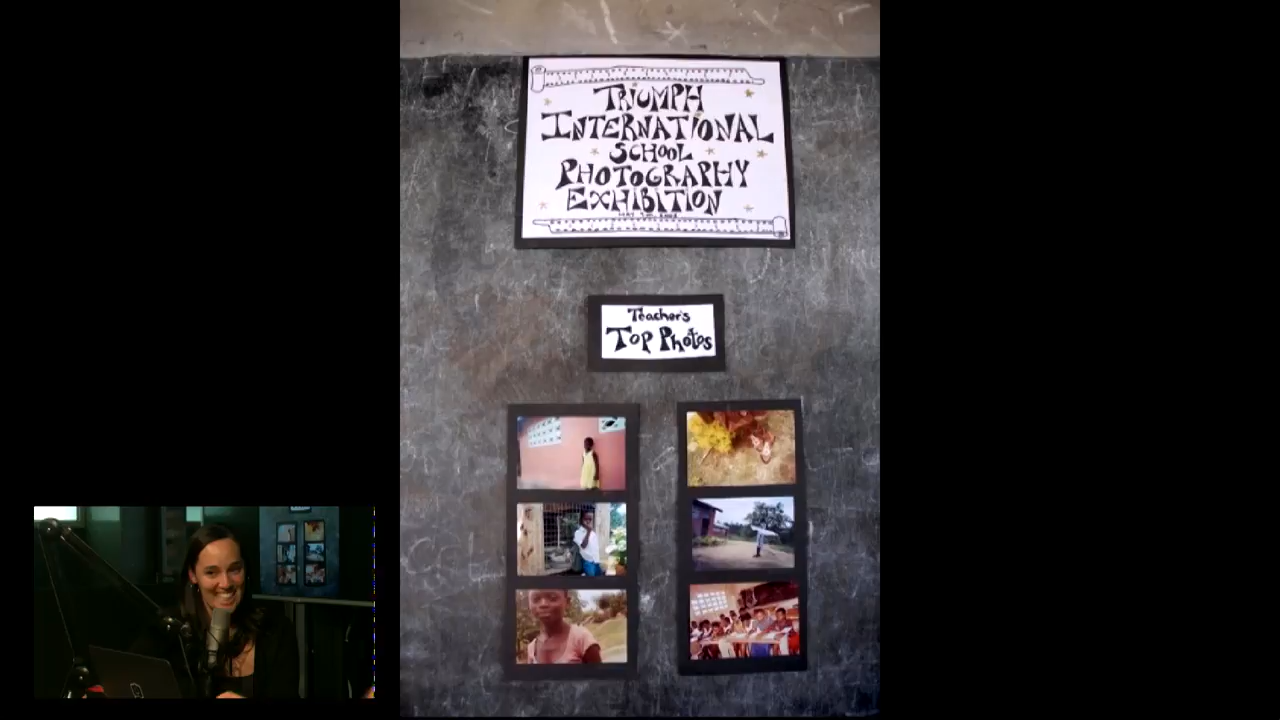 TRiUMPH
INTERNATiONAL
SCHOOL
PHOTOGRAPHY
EXHIBITION
Teacher's
Top Photos